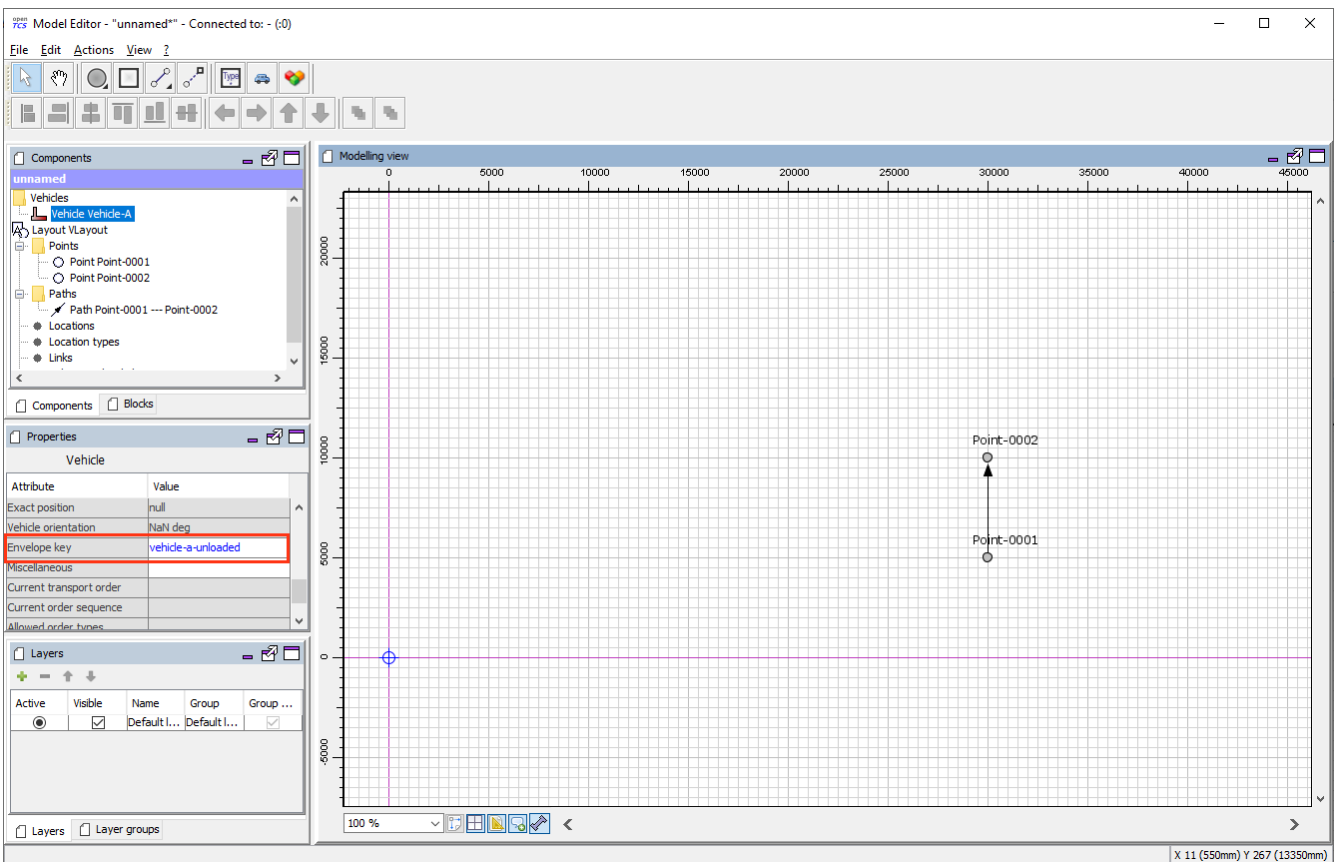 open TCS Model Editor - "unnamed*" - Connected to: - (:0)
File Edit Actions View ?
Type
Components
unnamed
Vehicles
Vehicle Vehicle-A
Layout VLayout
Points
Point Point-0001
Point Point-0002
Paths
Path Point-0001 --- Point-0002
Locations
Location types
Links
Components Blocks
Properties
Vehicle
Attribute Value
Exact position null
Vehicle orientation NaN deg
Envelope key vehicle-a-unloaded
Miscellaneous
Current transport order
Current order sequence
Allowed order types
Layers
Active Visible Name Group Group ...
Default l... Default l...
Layers Layer groups
Modelling view
0 5000 10000 15000 20000 25000 30000 35000 40000 45000
20000
15000
10000
5000
0
-5000
Point-0002
Point-0001
100 %
X 11 (550mm) Y 267 (13350mm)